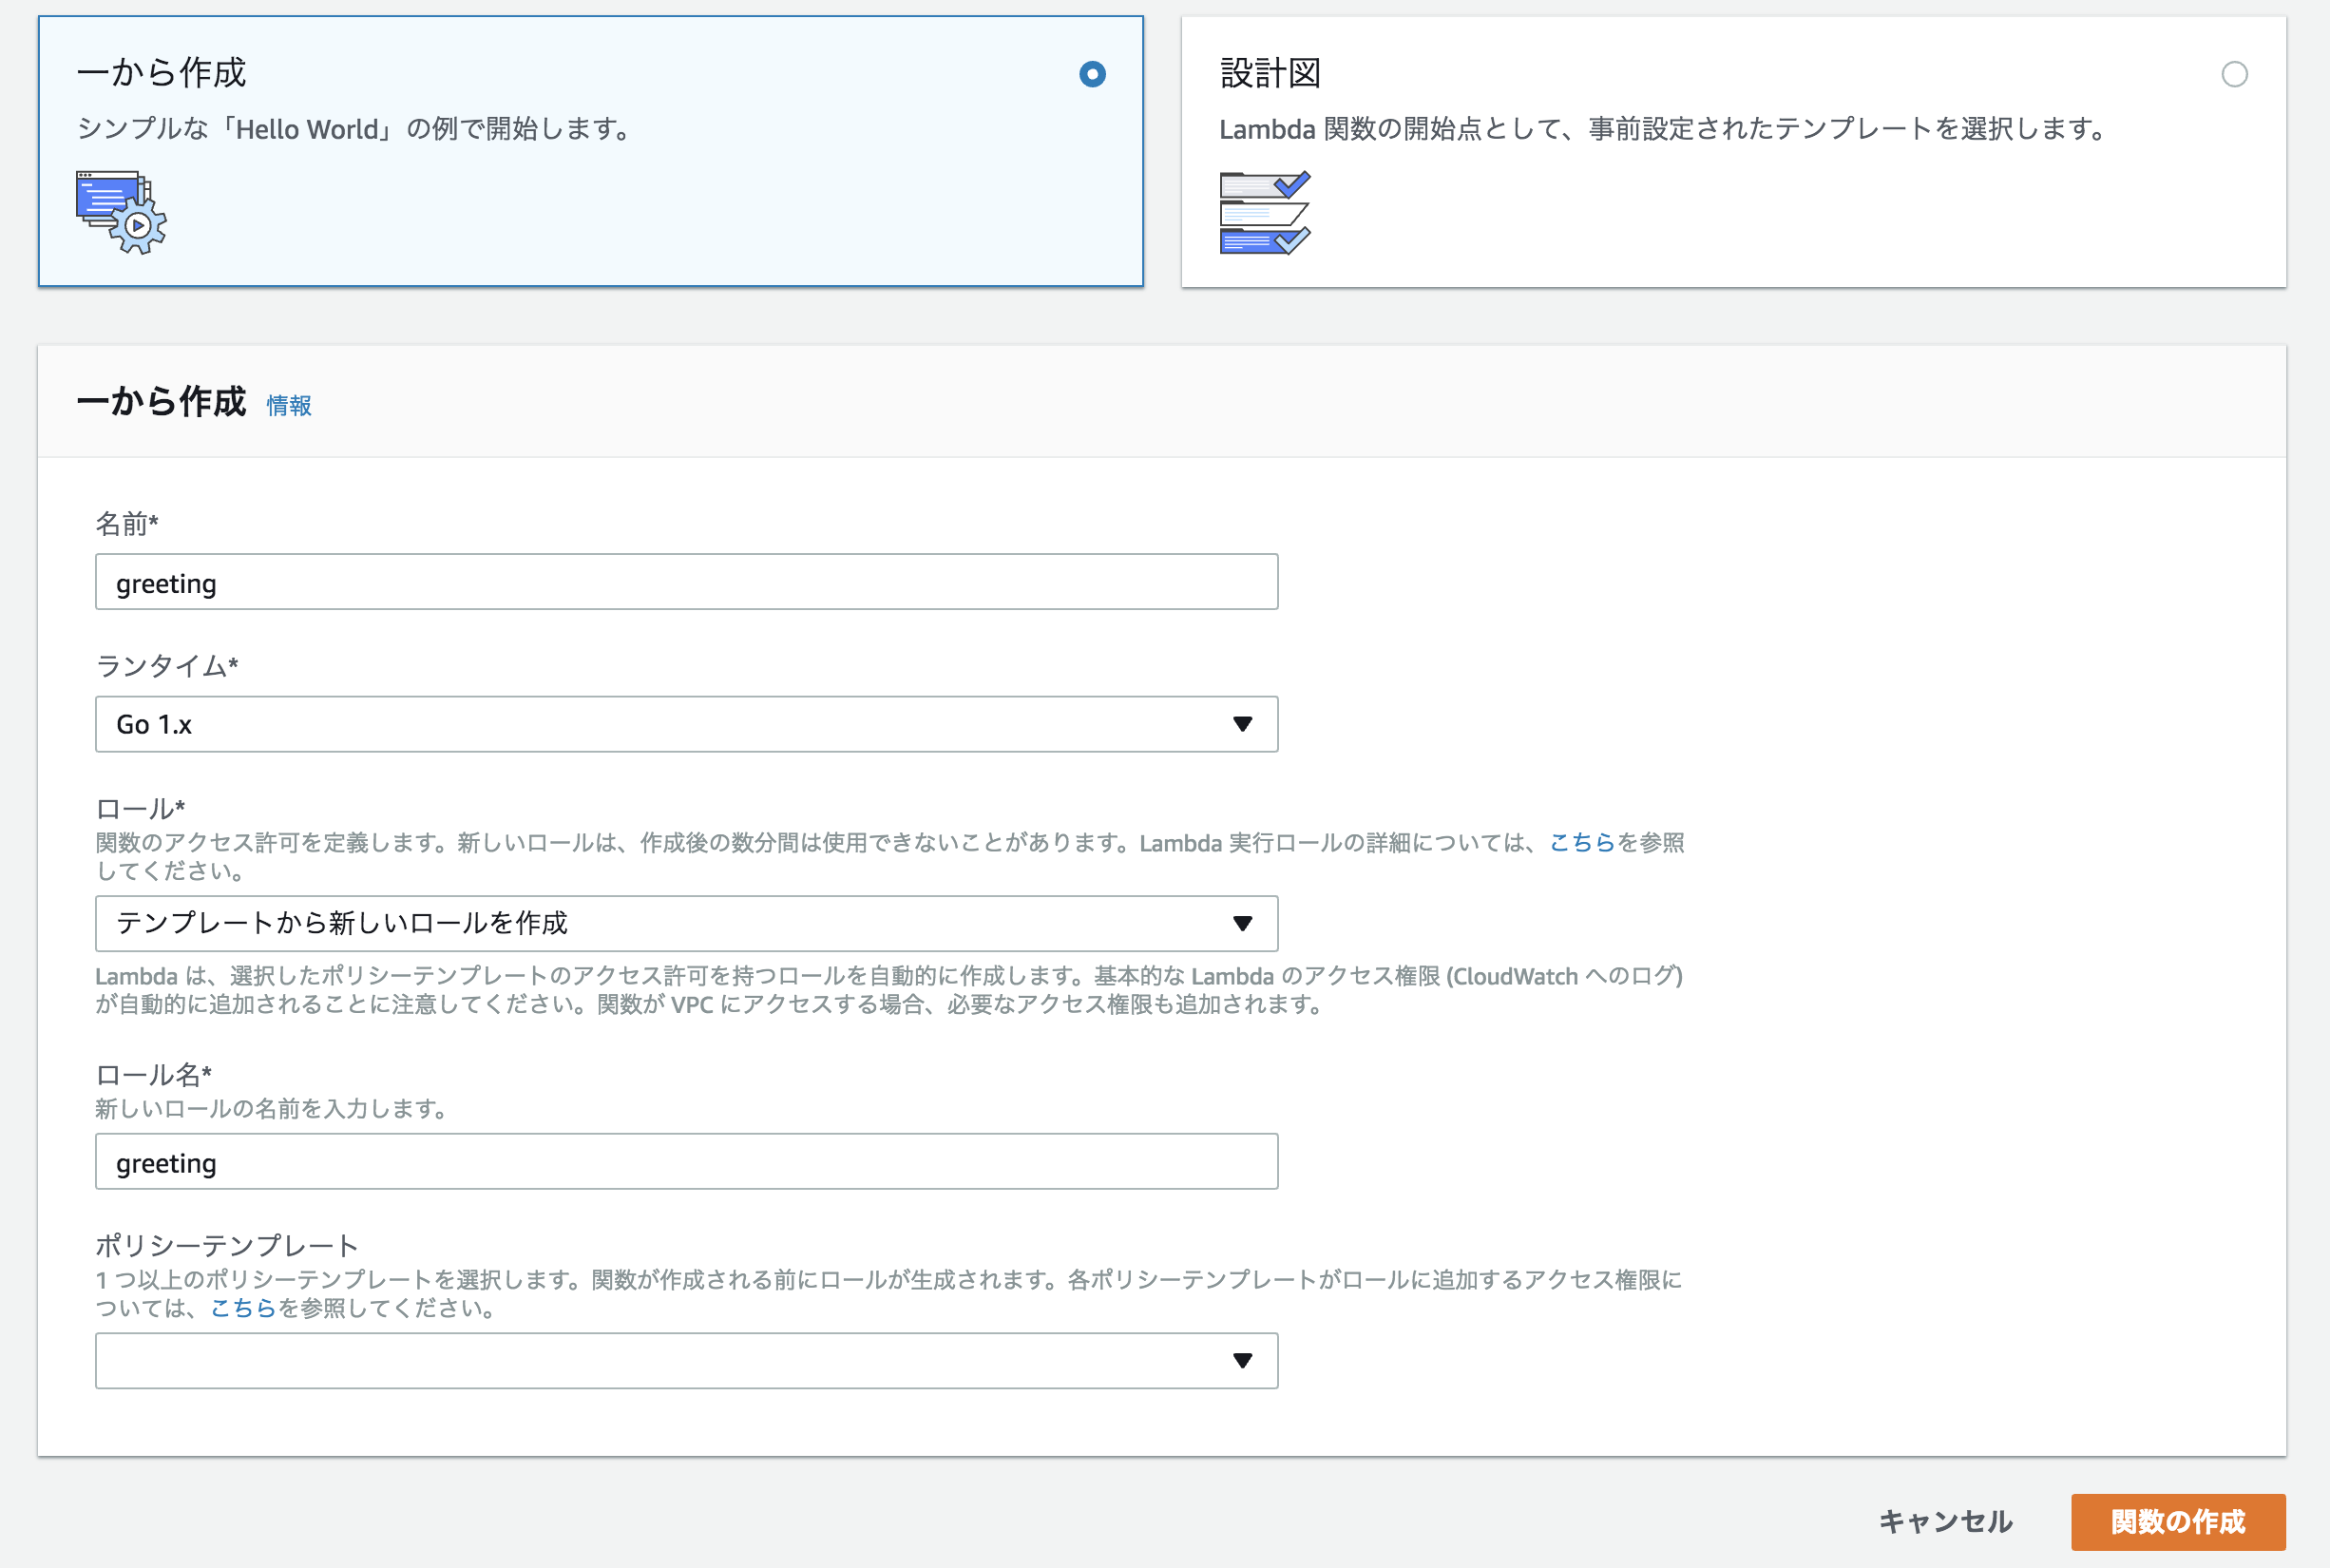 一から作成
シンプルな「Hello World」の例で開始します。
設計図
Lambda 関数の開始点として、事前設定されたテンプレートを選択します。
一から作成 情報
名前*
greeting
ランタイム*
Go 1.x
ロール*
関数のアクセス許可を定義します。新しいロールは、作成後の数分間は使用できないことがあります。Lambda 実行ロールの詳細については、こちらを参照
してください。
テンプレートから新しいロールを作成
Lambda は、選択したポリシーテンプレートのアクセス許可を持つロールを自動的に作成します。基本的な Lambda のアクセス権限 (CloudWatch へのログ)
が自動的に追加されることに注意してください。関数が VPC にアクセスする場合、必要なアクセス権限も追加されます。
ロール名*
新しいロールの名前を入力します。
greeting
ポリシーテンプレート
1 つ以上のポリシーテンプレートを選択します。関数が作成される前にロールが生成されます。各ポリシーテンプレートがロールに追加するアクセス権限に
ついては、こちらを参照してください。
キャンセル
関数の作成